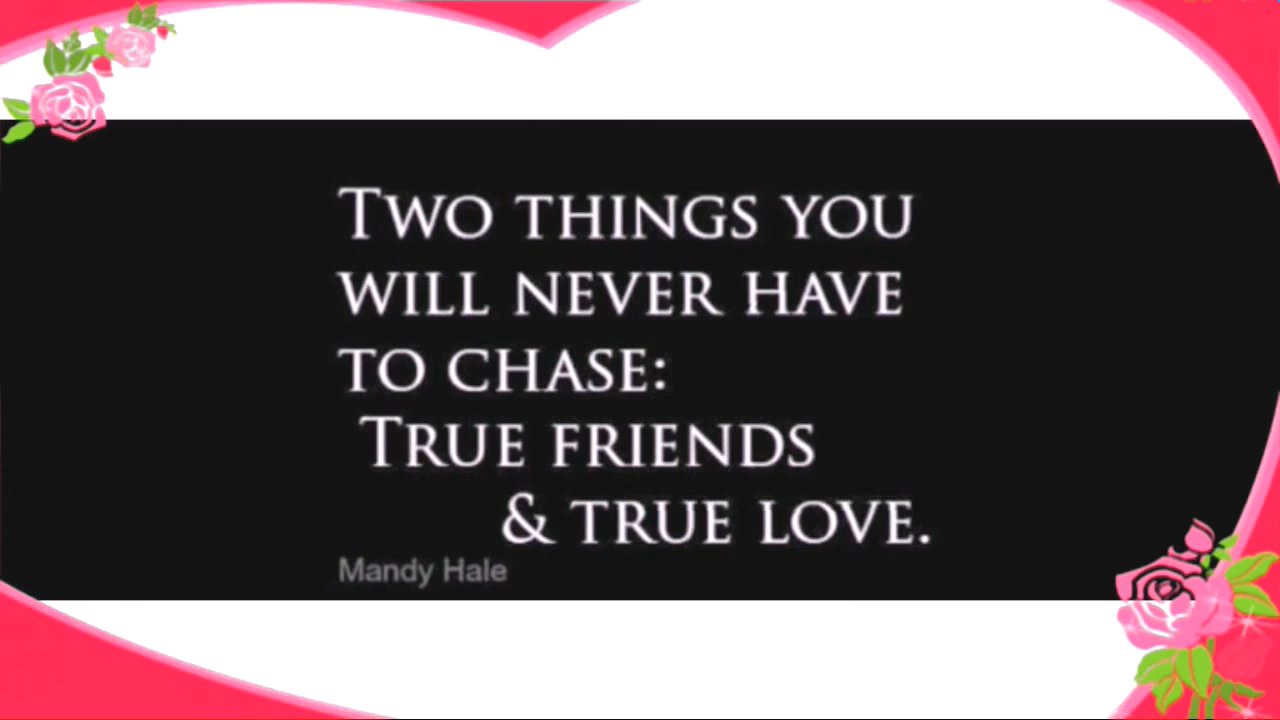 Two things you
will never have
to chase:
True friends
& true love.
Mandy Hale